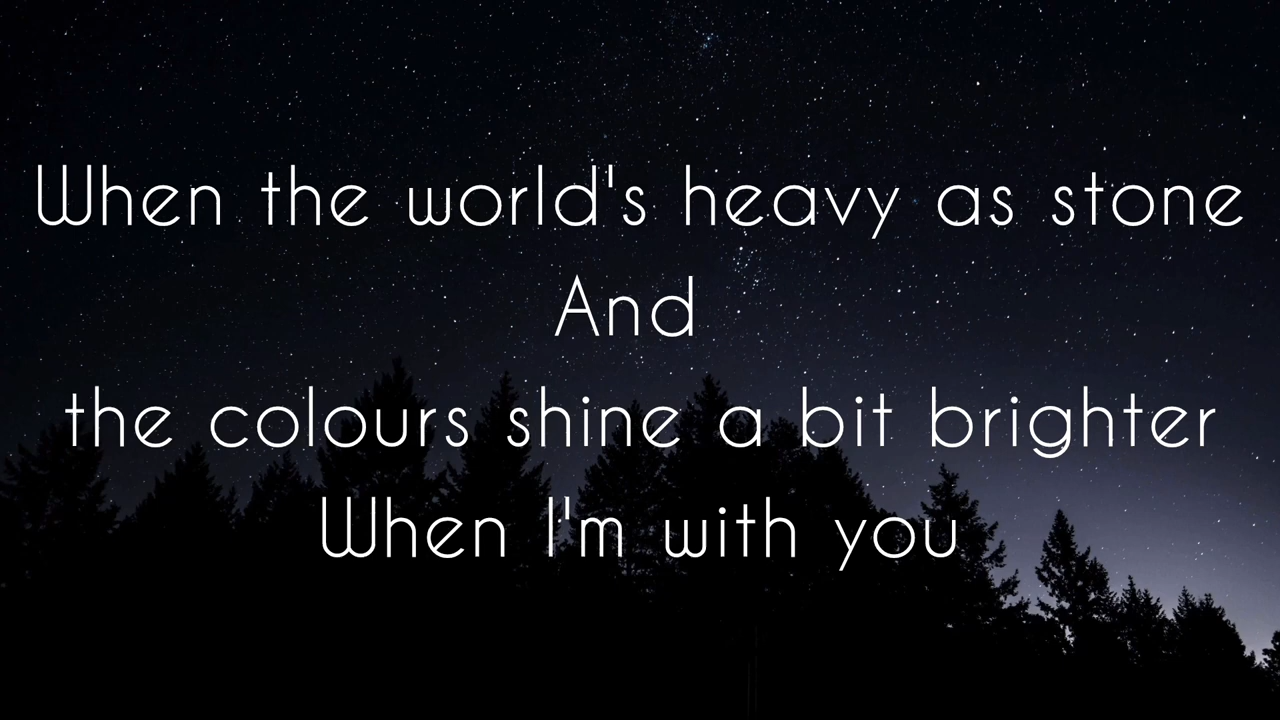 When the world's heavy as stone
And
the colours shine a bit brighter
When I'm with you